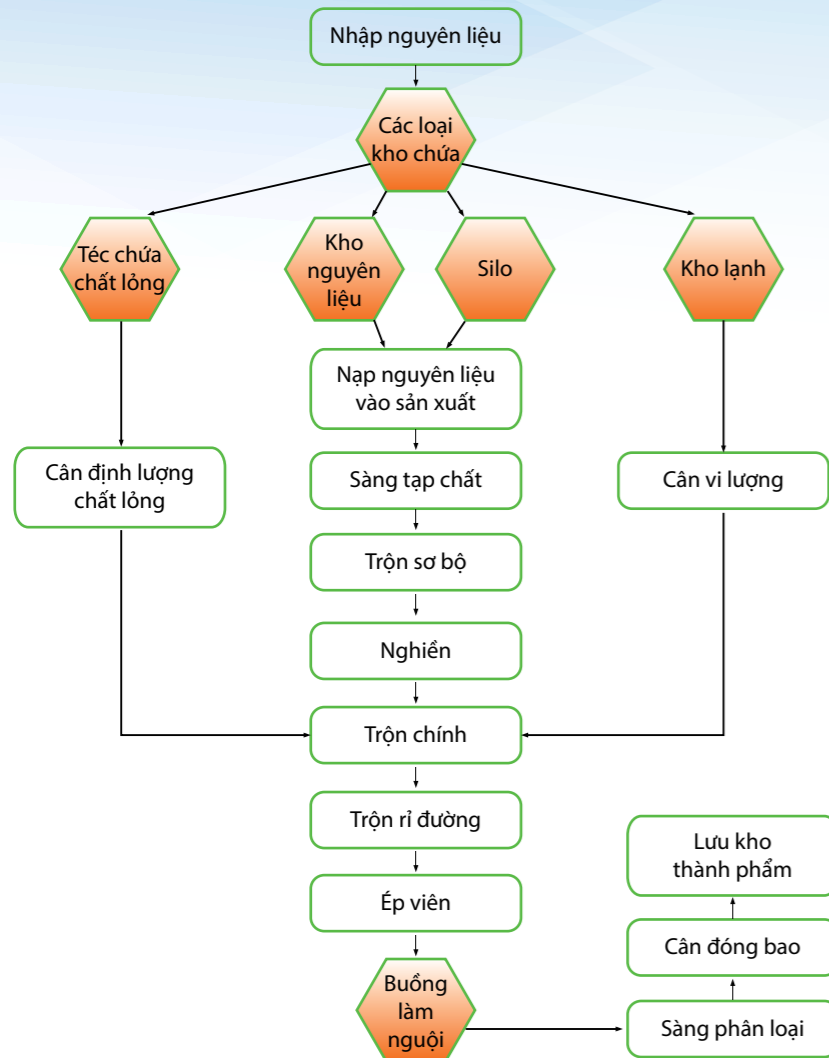 Nhập nguyên liệu
Các loại
kho chứa
Téc chứa
chất lỏng
Kho
nguyên
liệu
Silo
Kho lạnh
Nạp nguyên liệu
vào sản xuất
Cân định lượng
chất lỏng
Sàng tạp chất
Cân vi lượng
Trộn sơ bộ
Nghiền
Trộn chính
Trộn rỉ đường
Ép viên
Buồng
làm
nguội
Sàng phân loại
Cân đóng bao
Lưu kho
thành phẩm